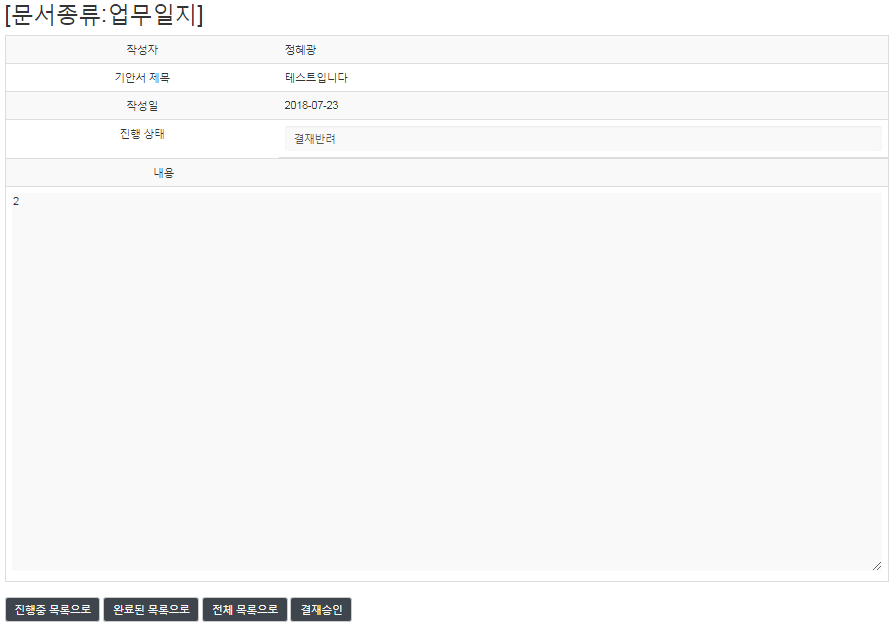 [문서종류:업무일지]
작성자 정혜광
기안서 제목 테스트입니다
작성일 2018-07-23
진행 상태 결재반려
내용
2
진행중 목록으로 완료된 목록으로 전체 목록으로 결재승인